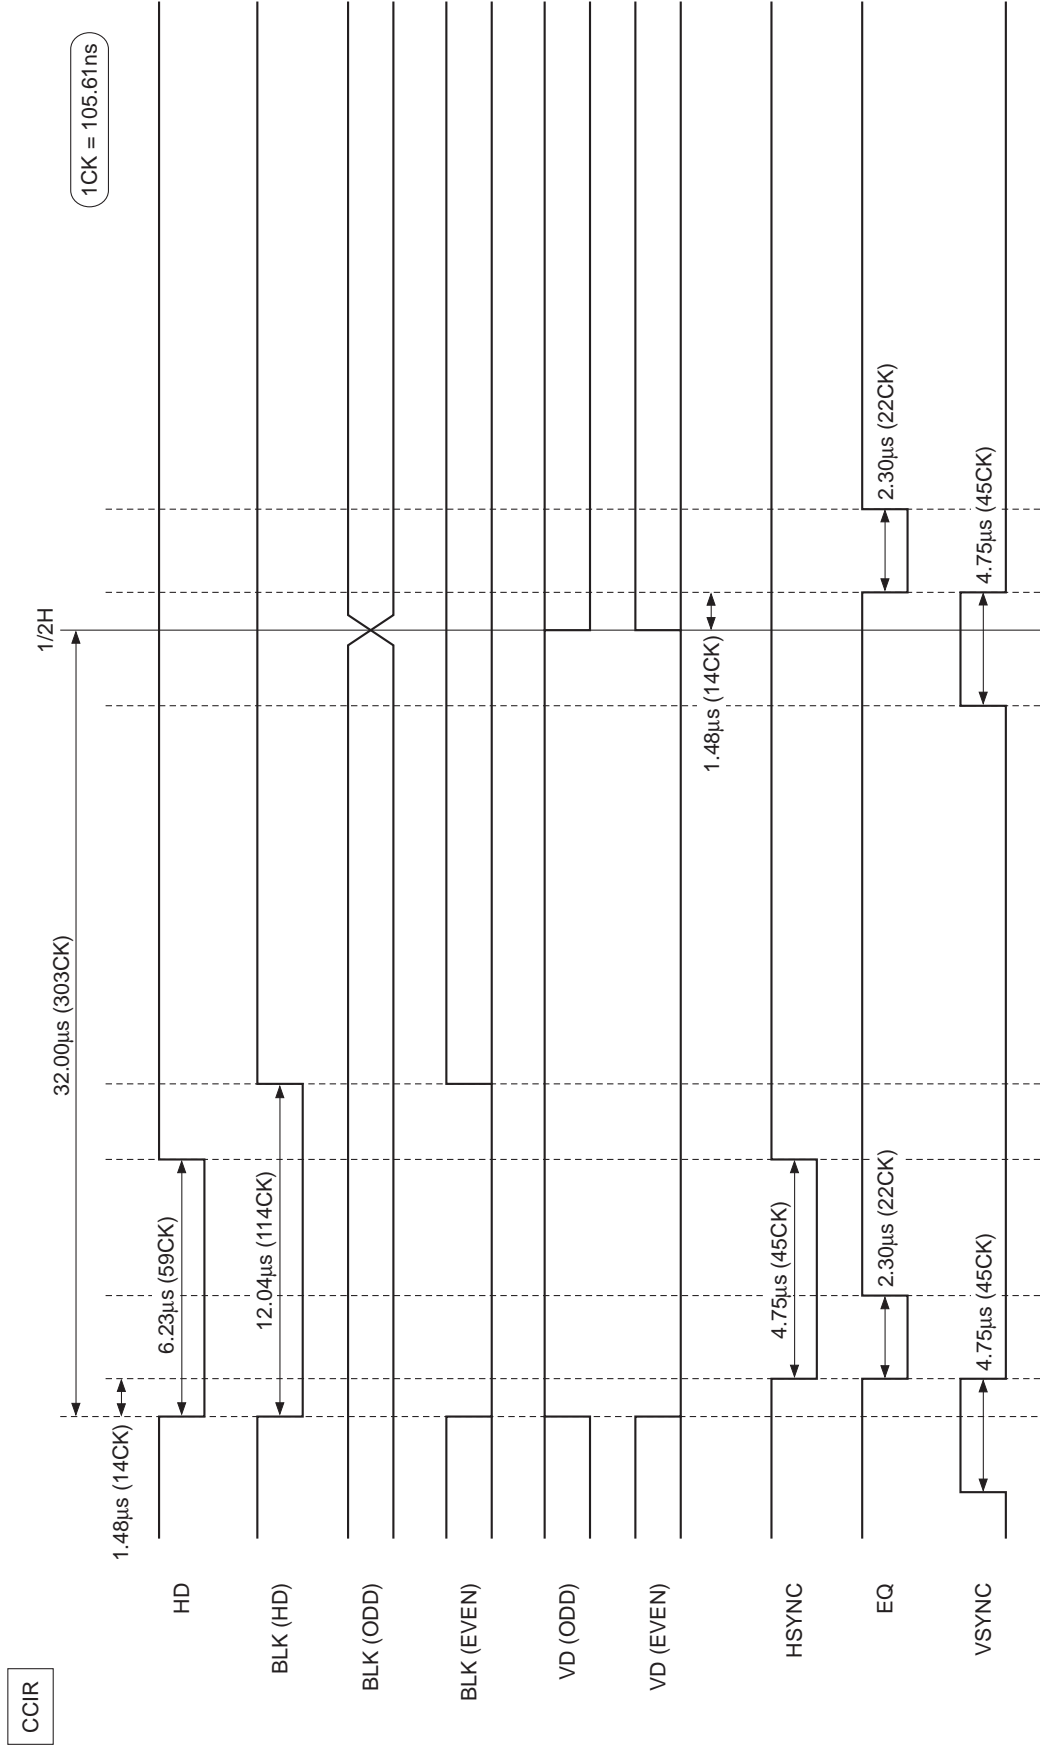 CCIR
1CK = 105.61ns
32.00µs (303CK)
1/2H
1.48µs (14CK)
HD
6.23µs (59CK)
BLK (HD)
12.04µs (114CK)
BLK (ODD)
BLK (EVEN)
VD (ODD)
VD (EVEN)
1.48µs (14CK)
HSYNC
4.75µs (45CK)
EQ
2.30µs (22CK)
2.30µs (22CK)
VSYNC
4.75µs (45CK)
4.75µs (45CK)